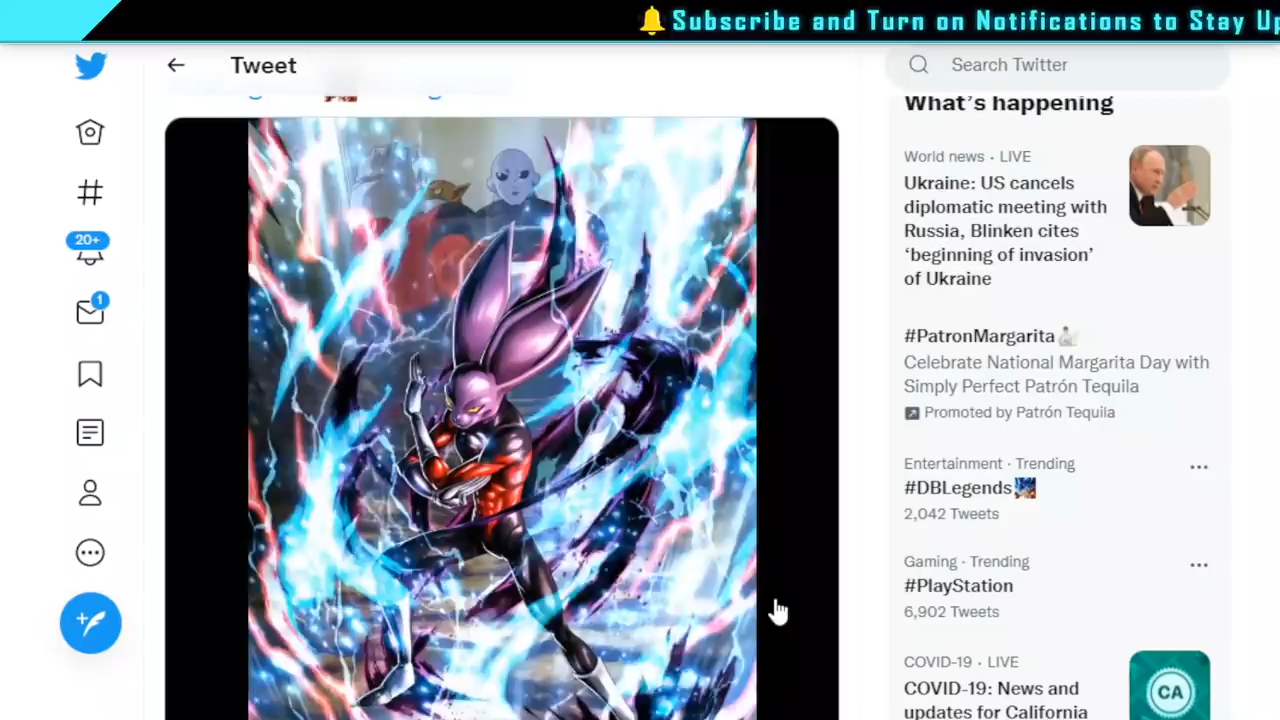 🔔 Subscribe and Turn on Notifications to Stay Up
Tweet
Search Twitter
20+
1
What's happening
World news · LIVE
Ukraine: US cancels
diplomatic meeting with
Russia, Blinken cites
‘beginning of invasion’
of Ukraine
#PatronMargarita
Celebrate National Margarita Day with
Simply Perfect Patrón Tequila
Promoted by Patrón Tequila
Entertainment · Trending
#DBLegends
2,042 Tweets
Gaming · Trending
#PlayStation
6,902 Tweets
COVID-19 · LIVE
COVID-19: News and
updates for California
CA